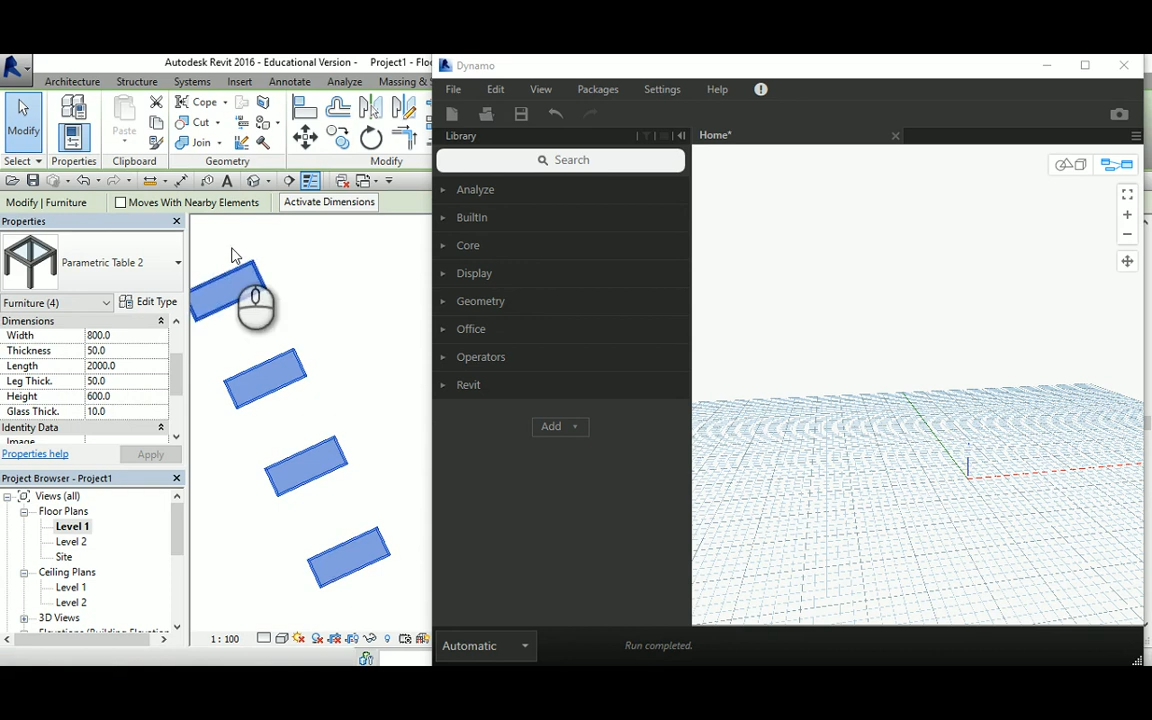 Autodesk Revit 2016 - Educational Version - Project1 - Floo
Architecture Structure Systems Insert Annotate Analyze Massing & S
Modify
Select
Properties
Paste
Clipboard
Cope
Cut
Join
Geometry
Modify
Modify | Furniture
Moves With Nearby Elements
Activate Dimensions
Properties
Parametric Table 2
Furniture (4)
Edit Type
Dimensions
Width 800.0
Thickness 50.0
Length 2000.0
Leg Thick. 50.0
Height 600.0
Glass Thick. 10.0
Identity Data
Image
Properties help
Apply
Project Browser - Project1
Views (all)
Floor Plans
Level 1
Level 2
Site
Ceiling Plans
Level 1
Level 2
3D Views
Elevations (Building Elevation
1 : 100
Dynamo
File Edit View Packages Settings Help
Library
Home*
Search
Analyze
BuiltIn
Core
Display
Geometry
Office
Operators
Revit
Add
Automatic
Run completed.